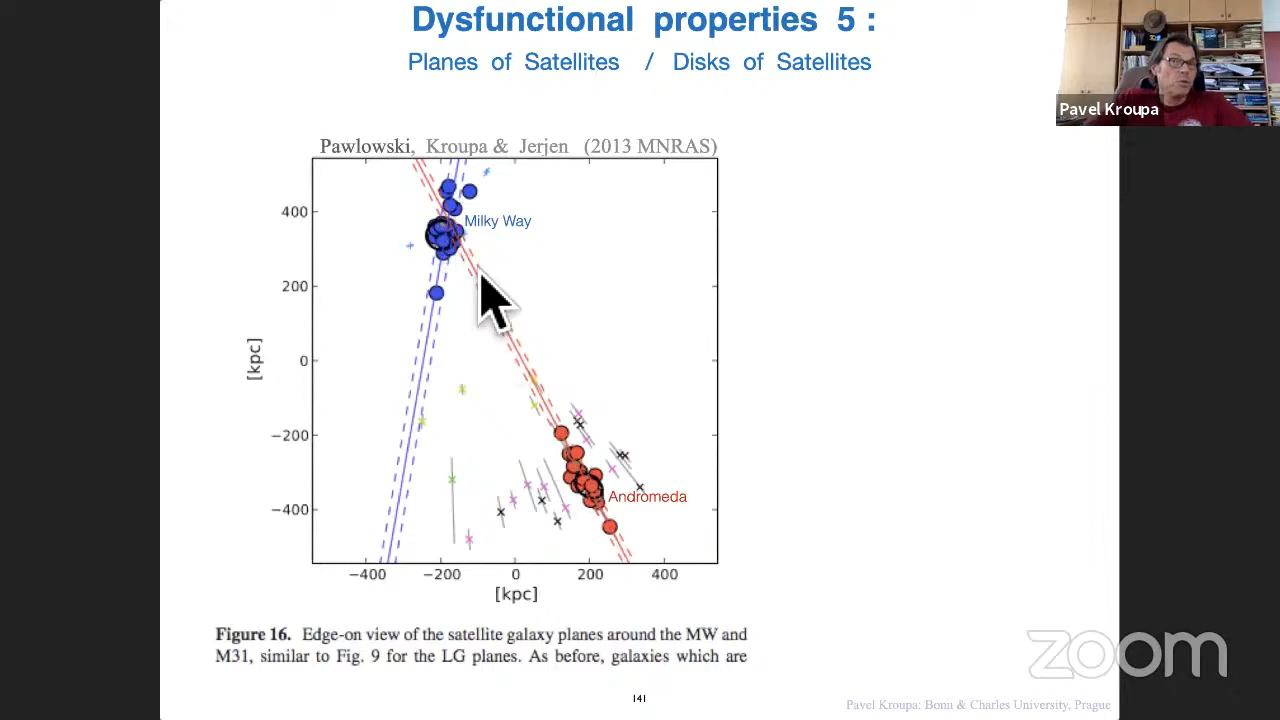 Dysfunctional properties 5 :
Planes of Satellites / Disks of Satellites
Pavel Kroupa
Pawlowski, Kroupa & Jerjen (2013 MNRAS)
400
Milky Way
200
0
[kpc]
−200
Andromeda
−400
−400 −200 0 200 400
[kpc]
Figure 16. Edge-on view of the satellite galaxy planes around the MW and
M31, similar to Fig. 9 for the LG planes. As before, galaxies which are
zoom
141
Pavel Kroupa: Bonn & Charles University, Prague